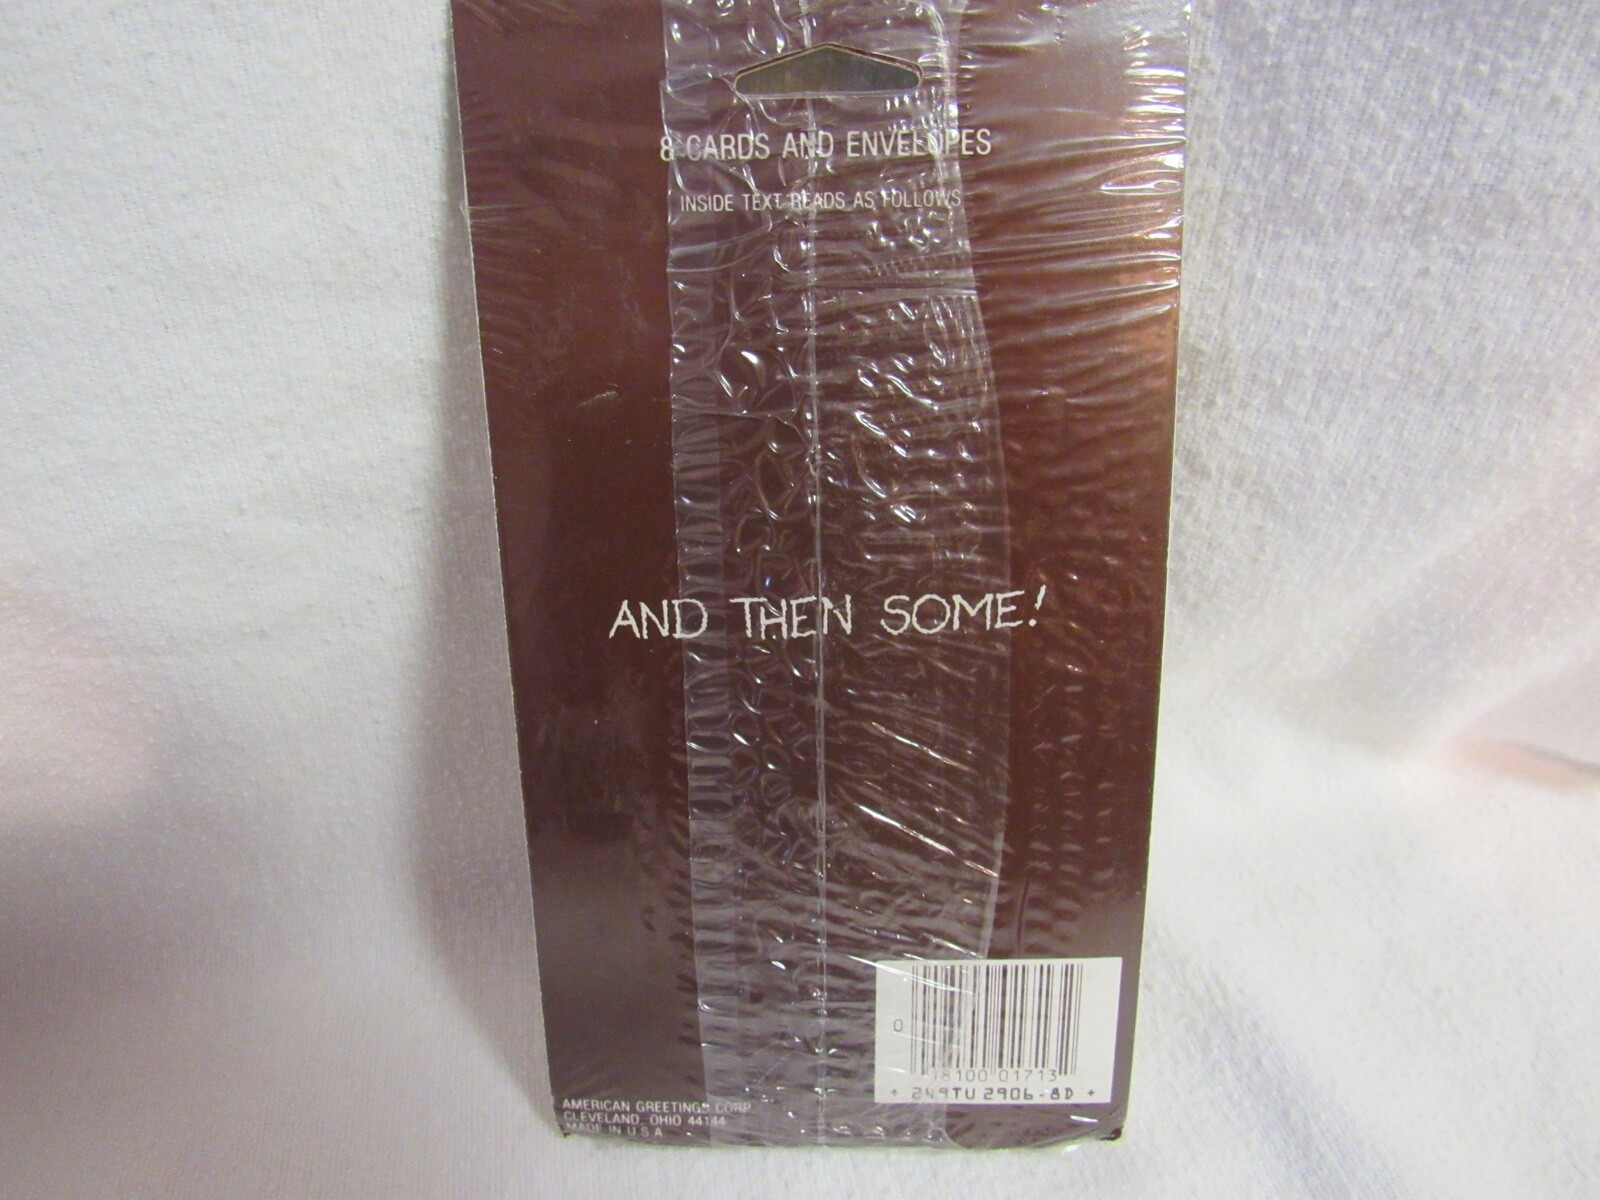 8 CARDS AND ENVELOPES
INSIDE TEXT READS AS FOLLOWS
AND THEN SOME!
0
18100 01713
+ 249TU 2906-8D +
AMERICAN GREETINGS CORP
CLEVELAND, OHIO 44144
MADE IN U S A